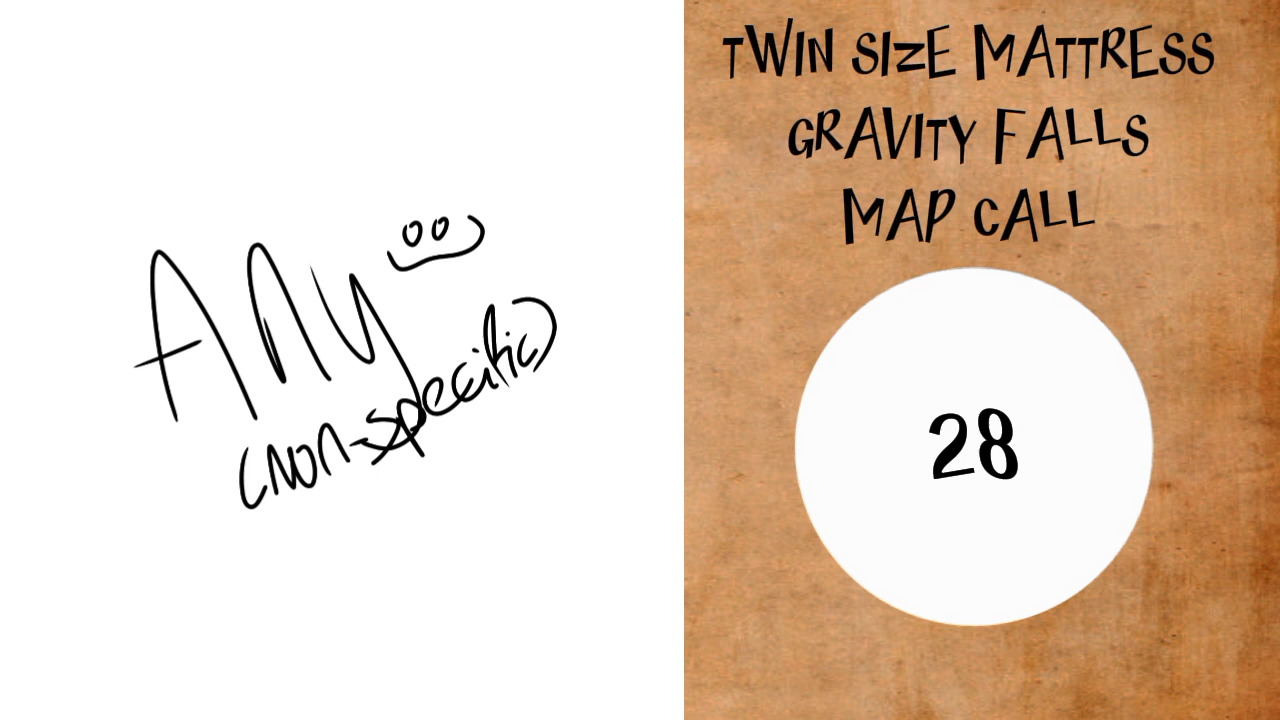 Any
(non-specific)
TWIN SIZE MATTRESS
GRAVITY FALLS
MAP CALL
28